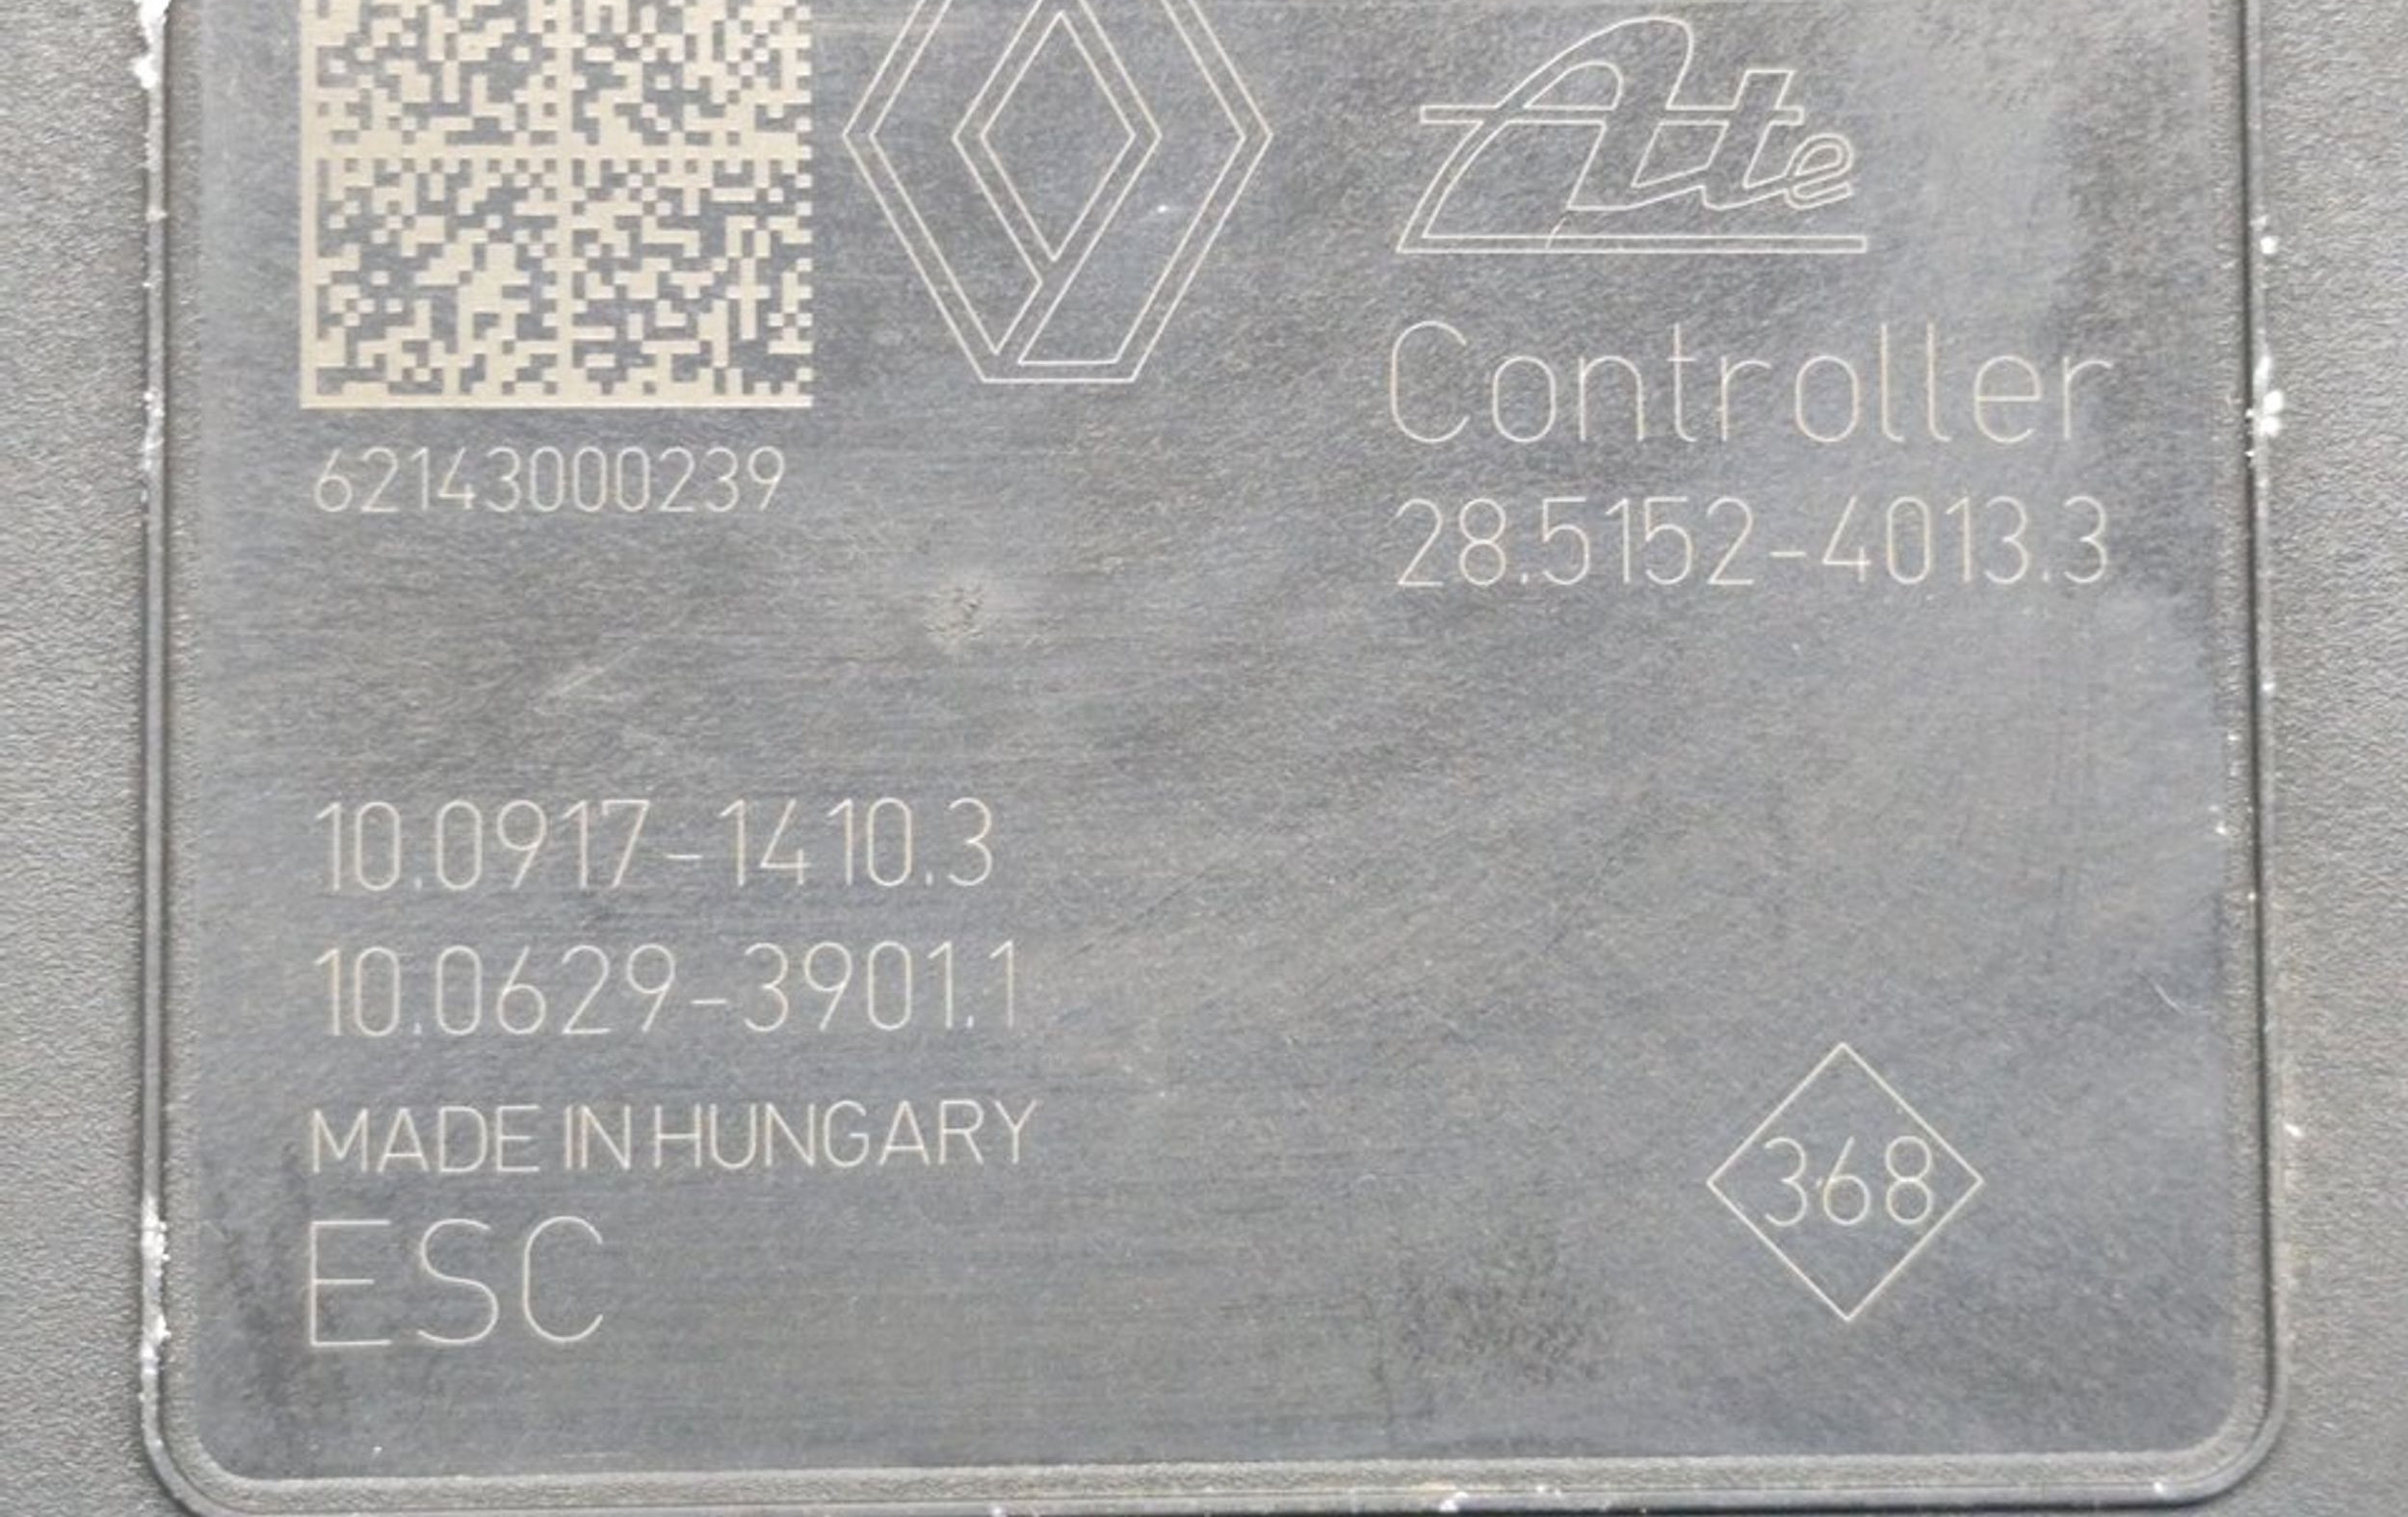 Ate
62143000239
Controller
28.5152-4013.3
10.0917-1410.3
10.0629-3901.1
MADE IN HUNGARY
ESC
368